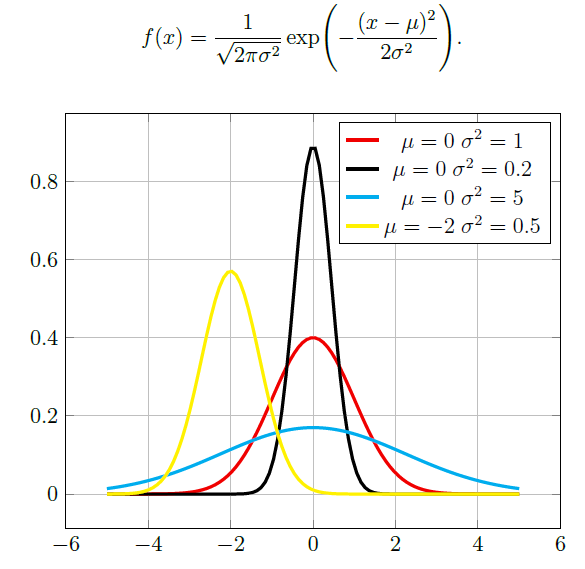 f(x) = 1/√(2πσ²) exp(−(x − μ)²/2σ²).
μ = 0 σ² = 1
μ = 0 σ² = 0.2
μ = 0 σ² = 5
μ = −2 σ² = 0.5
0.8
0.6
0.4
0.2
0
−6 −4 −2 0 2 4 6